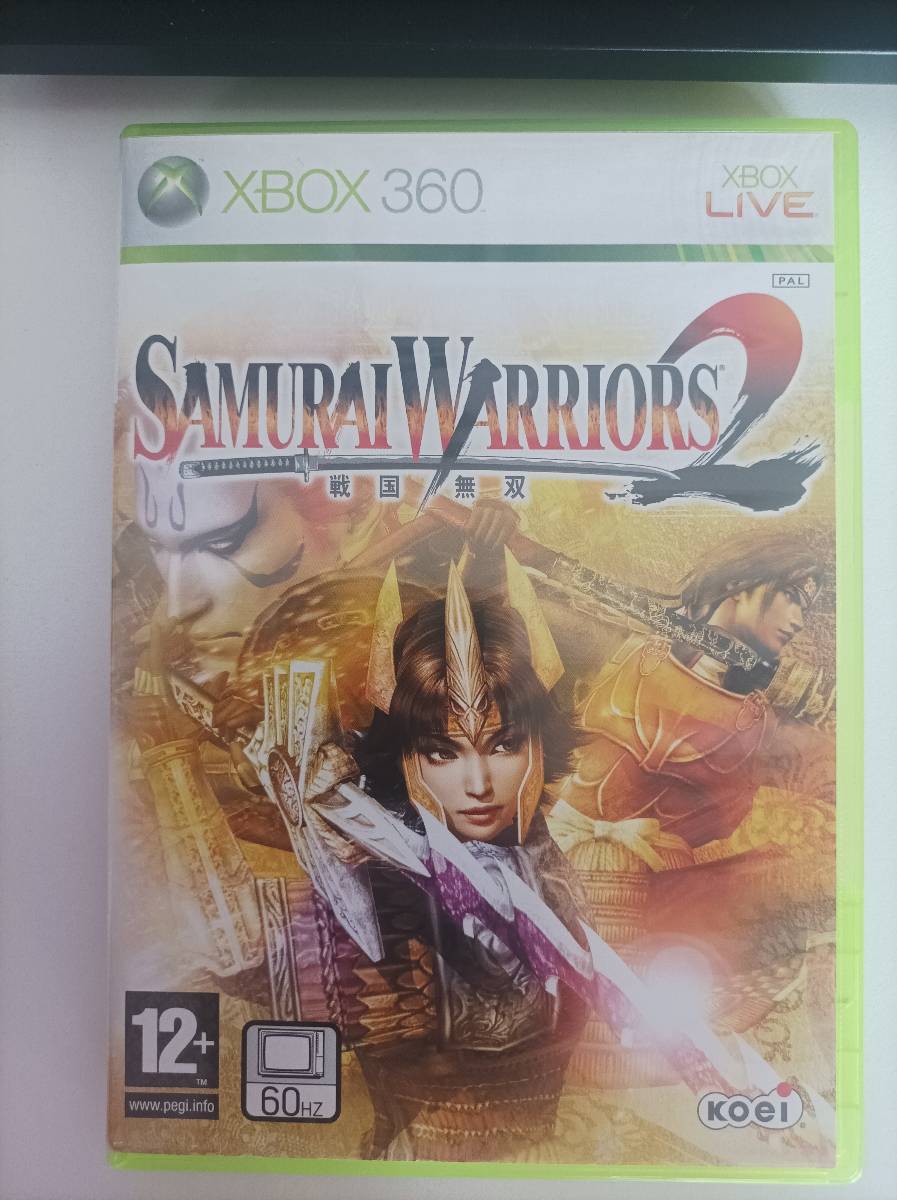 XBOX 360
XBOX
LIVE
PAL
SAMURAI WARRIORS 2
戦国無双
12+
www.pegi.info
60HZ
KOEI